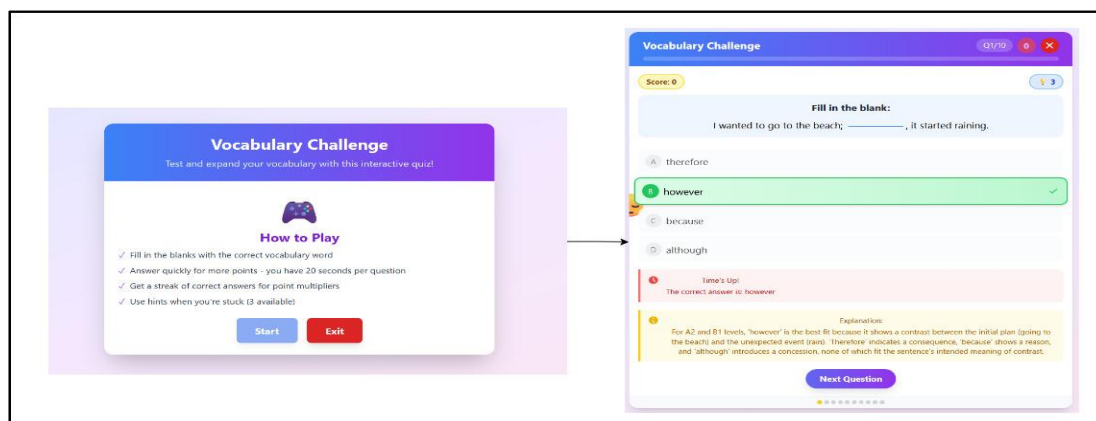 Vocabulary Challenge
Test and expand your vocabulary with this interactive quiz!
How to Play
✓ Fill in the blanks with the correct vocabulary word
✓ Answer quickly for more points - you have 20 seconds per question
✓ Get a streak of correct answers for point multipliers
✓ Use hints when you're stuck (3 available)
Start
Exit
Vocabulary Challenge
Q1/10
0
Score: 0
3
Fill in the blank:
I wanted to go to the beach; ________, it started raining.
A therefore
B however
C because
D although
Time's Up!
The correct answer is: however
Explanation:
For A2 and B1 levels, 'however' is the best fit because it shows a contrast between the initial plan (going to
the beach) and the unexpected event (rain). 'Therefore' indicates a consequence, 'because' shows a reason,
and 'although' introduces a concession, none of which fit the sentence's intended meaning of contrast.
Next Question